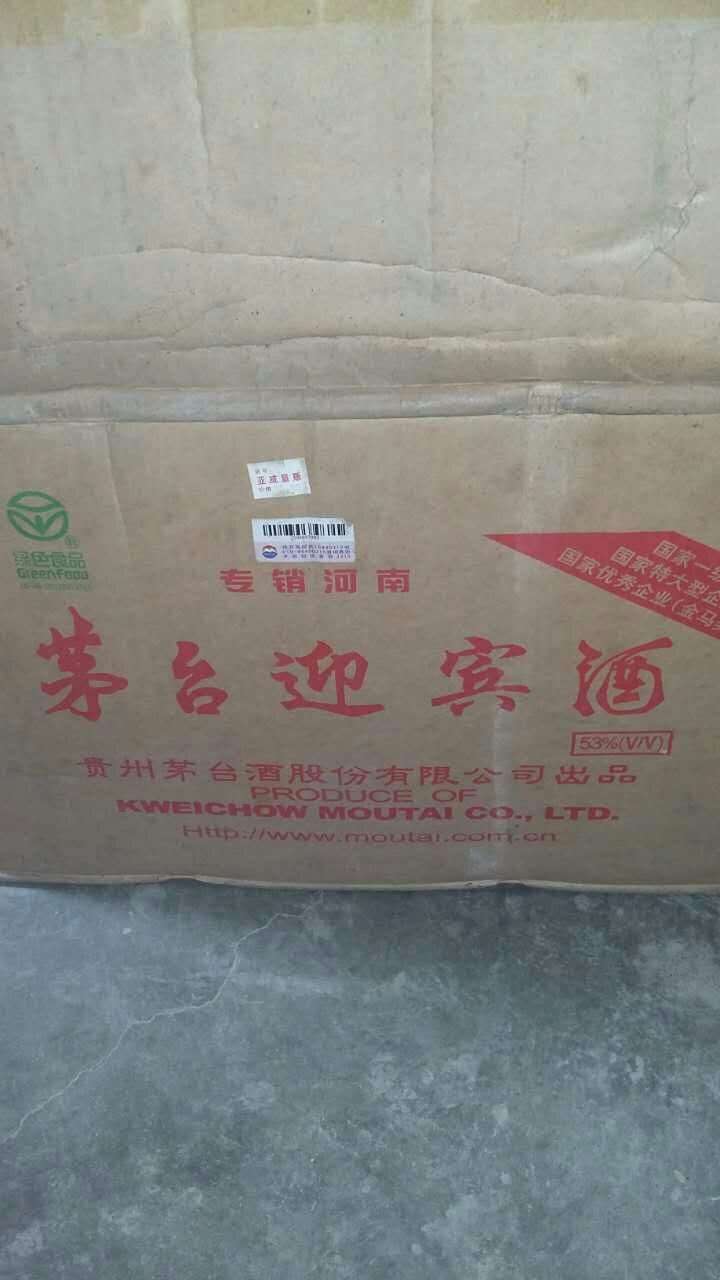 亚威量贩
绿色食品
GreenFood
专销河南
国家一级
国家特大型企
国家优秀企业(金马
茅台迎宾酒
53%(V/V)
贵州茅台酒股份有限公司出品
PRODUCE OF
KWEICHOW MOUTAI CO., LTD.
Http://www.moutai.com.cn